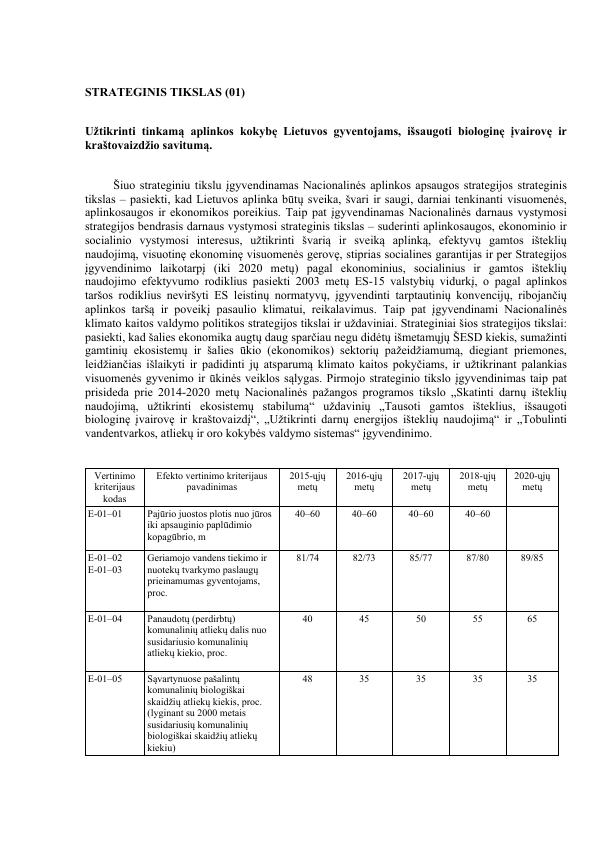 STRATEGINIS TIKSLAS (01)
Užtikrinti tinkamą aplinkos kokybę Lietuvos gyventojams, išsaugoti biologinę įvairovę ir
kraštovaizdžio savitumą.
Šiuo strateginiu tikslu įgyvendinamas Nacionalinės aplinkos apsaugos strategijos strateginis
tikslas – pasiekti, kad Lietuvos aplinka būtų sveika, švari ir saugi, darniai tenkinanti visuomenės,
aplinkosaugos ir ekonomikos poreikius. Taip pat įgyvendinamas Nacionalinės darnaus vystymosi
strategijos bendrasis darnaus vystymosi strateginis tikslas – suderinti aplinkosaugos, ekonominio ir
socialinio vystymosi interesus, užtikrinti švarią ir sveiką aplinką, efektyvų gamtos išteklių
naudojimą, visuotinę ekonominę visuomenės gerovę, stiprias socialines garantijas ir per Strategijos
įgyvendinimo laikotarpį (iki 2020 metų) pagal ekonominius, socialinius ir gamtos išteklių
naudojimo efektyvumo rodiklius pasiekti 2003 metų ES-15 valstybių vidurkį, o pagal aplinkos
taršos rodiklius neviršyti ES leistinų normatyvų, įgyvendinti tarptautinių konvencijų, ribojančių
aplinkos taršą ir poveikį pasaulio klimatui, reikalavimus. Taip pat įgyvendinami Nacionalinės
klimato kaitos valdymo politikos strategijos tikslai ir uždaviniai. Strateginiai šios strategijos tikslai:
pasiekti, kad šalies ekonomika augtų daug sparčiau negu didėtų išmetamųjų ŠESD kiekis, sumažinti
gamtinių ekosistemų ir šalies ūkio (ekonomikos) sektorių pažeidžiamumą, diegiant priemones,
leidžiančias išlaikyti ir padidinti jų atsparumą klimato kaitos pokyčiams, ir užtikrinant palankias
visuomenės gyvenimo ir ūkinės veiklos sąlygas. Pirmojo strateginio tikslo įgyvendinimas taip pat
prisideda prie 2014-2020 metų Nacionalinės pažangos programos tikslo „Skatinti darnų išteklių
naudojimą, užtikrinti ekosistemų stabilumą“ uždavinių „Tausoti gamtos išteklius, išsaugoti
biologinę įvairovę ir kraštovaizdį“, „Užtikrinti darnų energijos išteklių naudojimą“ ir „Tobulinti
vandentvarkos, atliekų ir oro kokybės valdymo sistemas“ įgyvendinimo.
Vertinimo Efekto vertinimo kriterijaus 2015-ųjų 2016-ųjų 2017-ųjų 2018-ųjų 2020-ųjų
kriterijaus pavadinimas metų metų metų metų metų
kodas
E-01–01 Pajūrio juostos plotis nuo jūros 40–60 40–60 40–60 40–60
iki apsauginio paplūdimio
kopagūbrio, m
E-01–02 Geriamojo vandens tiekimo ir 81/74 82/73 85/77 87/80 89/85
E-01–03 nuotekų tvarkymo paslaugų
prieinamumas gyventojams,
proc.
E-01–04 Panaudotų (perdirbtų) 40 45 50 55 65
komunalinių atliekų dalis nuo
susidariusio komunalinių
atliekų kiekio, proc.
E-01–05 Sąvartynuose pašalintų 48 35 35 35 35
komunalinių biologiškai
skaidžių atliekų kiekis, proc.
(lyginant su 2000 metais
susidariusių komunalinių
biologiškai skaidžių atliekų
kiekiu)